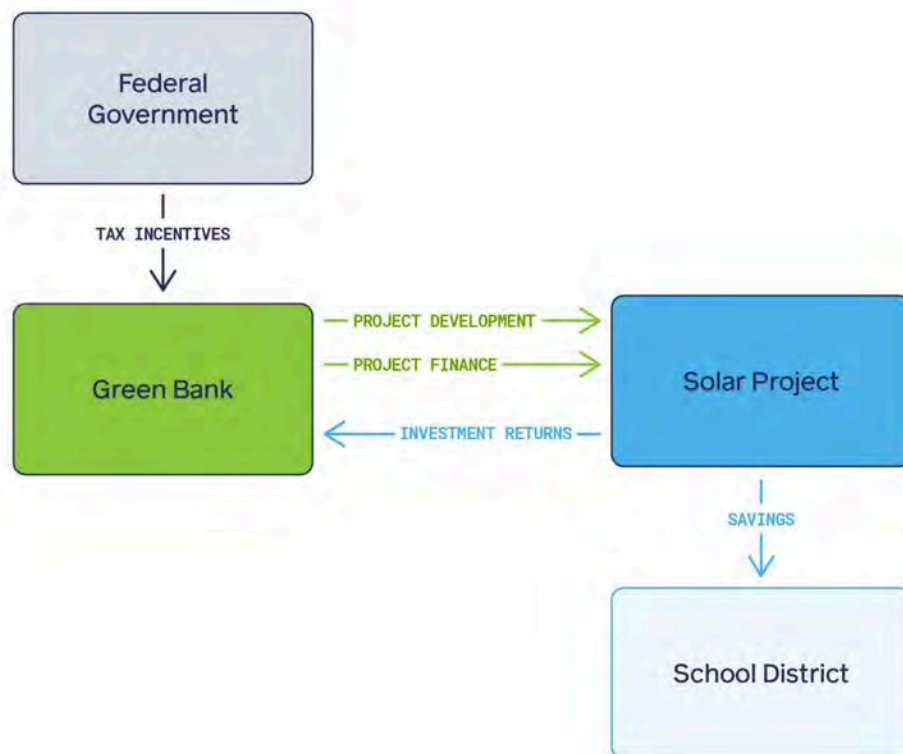 Federal
Government
TAX INCENTIVES
Green Bank
PROJECT DEVELOPMENT
PROJECT FINANCE
INVESTMENT RETURNS
Solar Project
SAVINGS
School District